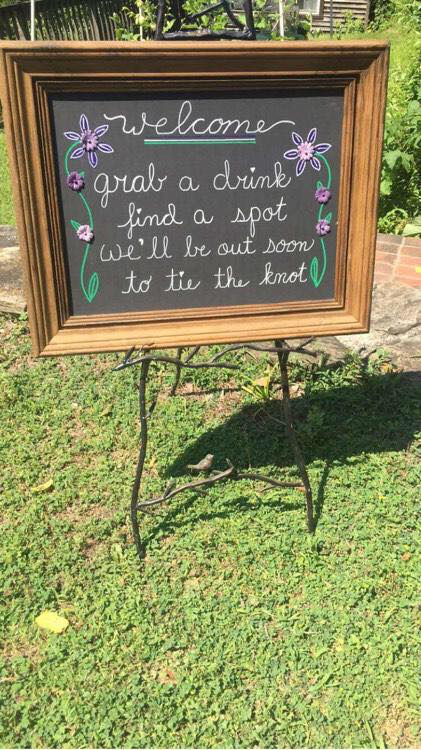 welcome
grab a drink
find a spot
we'll be out soon
to tie the knot